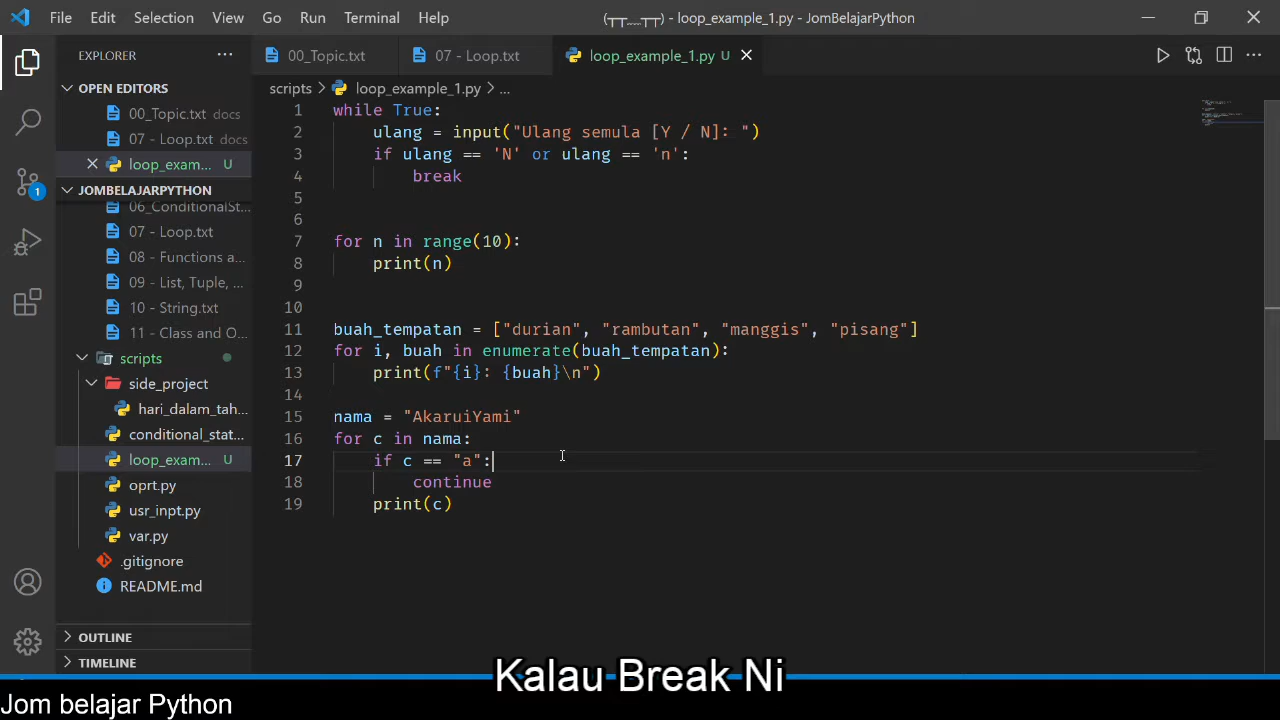 File Edit Selection View Go Run Terminal Help
(┬┬﹏┬┬) - loop_example_1.py - JomBelajarPython
EXPLORER
OPEN EDITORS
00_Topic.txt docs
07 - Loop.txt docs
loop_exam... U
JOMBELAJARPYTHON
06_ConditionalSt...
07 - Loop.txt
08 - Functions a...
09 - List, Tuple, ...
10 - String.txt
11 - Class and O...
scripts
side_project
hari_dalam_tah...
conditional_stat...
loop_exam... U
oprt.py
usr_inpt.py
var.py
.gitignore
README.md
OUTLINE
TIMELINE
1
00_Topic.txt
07 - Loop.txt
loop_example_1.py U
scripts > loop_example_1.py > ...
1 while True:
2 ulang = input("Ulang semula [Y / N]: ")
3 if ulang == 'N' or ulang == 'n':
4 break
5
6
7 for n in range(10):
8 print(n)
9
10
11 buah_tempatan = ["durian", "rambutan", "manggis", "pisang"]
12 for i, buah in enumerate(buah_tempatan):
13 print(f"{i}: {buah}\n")
14
15 nama = "AkaruiYami"
16 for c in nama:
17 if c == "a":
18 continue
19 print(c)
Kalau Break Ni
Jom belajar Python